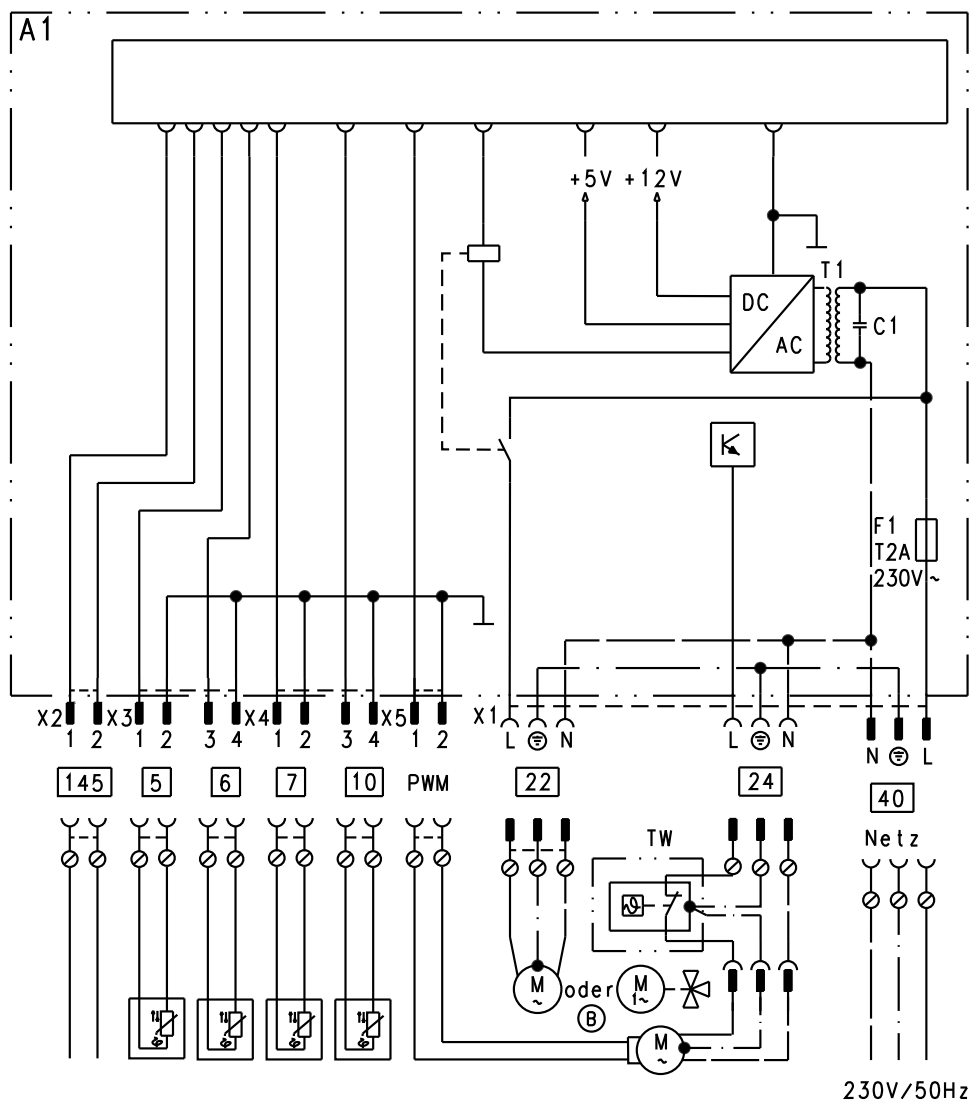 A1
+5V +12V
T1
DC
AC
C1
F1
T2A
230V~
X2 X3 X4 X5 X1
1 2 1 2 3 4 1 2 3 4 1 2 L N L N N L
145 5 6 7 10 PWM 22 24 40
TW Netz
ϑ
M
~
oder
M
1~
B
M
~
230V/50Hz